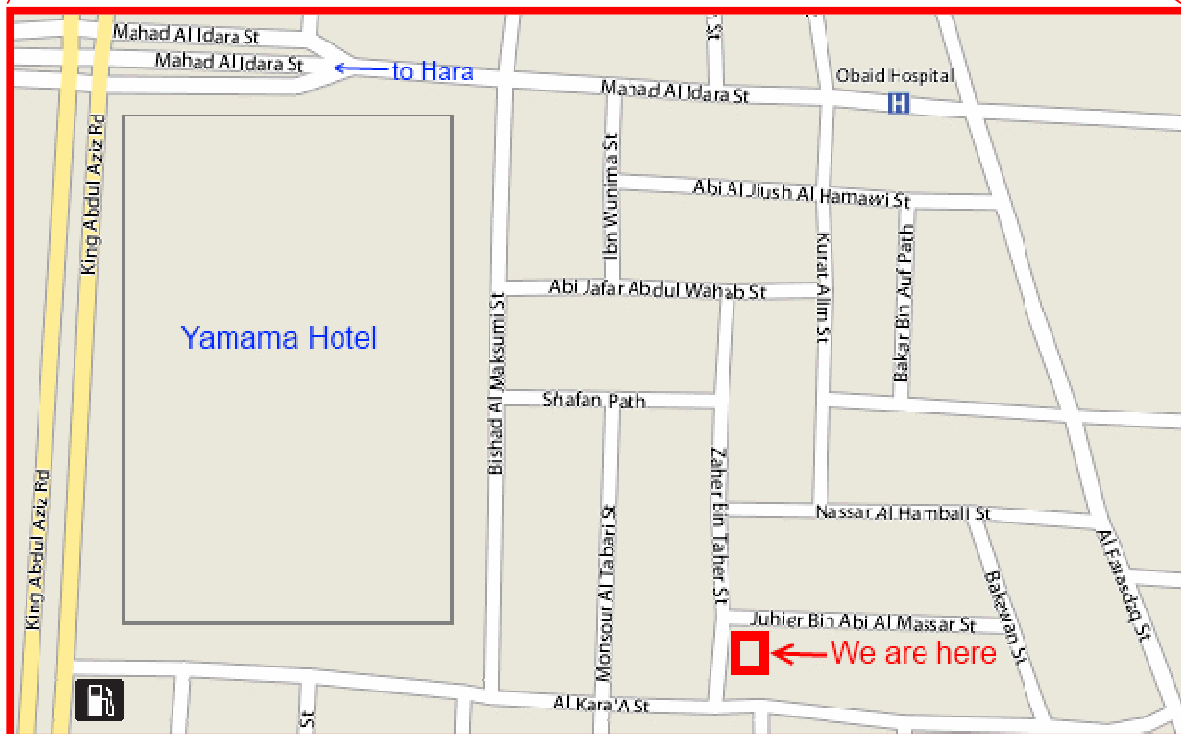 Mahad Al Idara St
Mahad Al Idara St
to Hara
St
Obaid Hospital
H
Mahad Al Idara St
King Abdul Aziz Rd
Ibn Wunima St
Abi Al Jiush Al Hamawi St
Kurat Alim St
Bakar Bin Auf Path
Abi Jafar Abdul Wahab St
Yamama Hotel
Bishad Al Maksumi St
Shafan Path
Zaher Bin Taher St
King Abdul Aziz Rd
Monsour Al Tabari St
Nassar Al Hambali St
Al Farasdaq St
Bakewan St
Juhier Bin Abi Al Massar St
We are here
Al Kara'A St
St